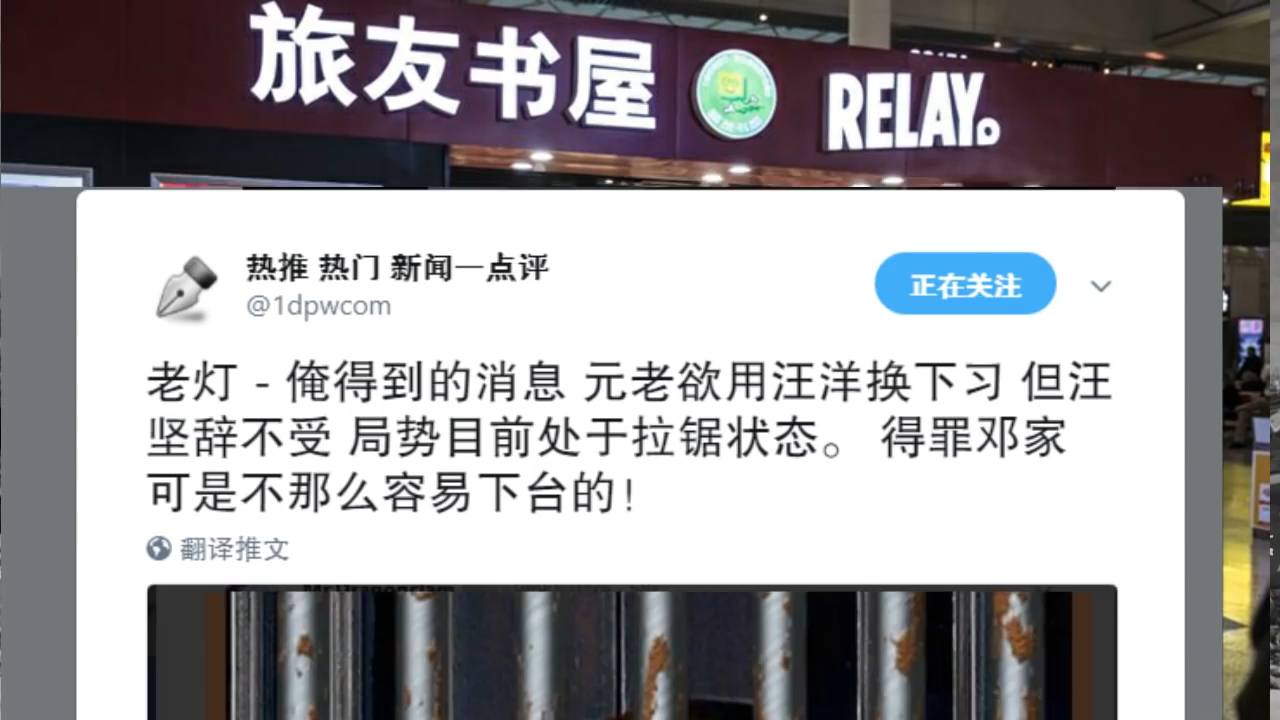 旅友书屋 RELAY
热推 热门 新闻一点评
@1dpwcom
正在关注
老灯 - 俺得到的消息 元老欲用汪洋换下习 但汪
坚辞不受 局势目前处于拉锯状态。 得罪邓家
可是不那么容易下台的!
翻译推文